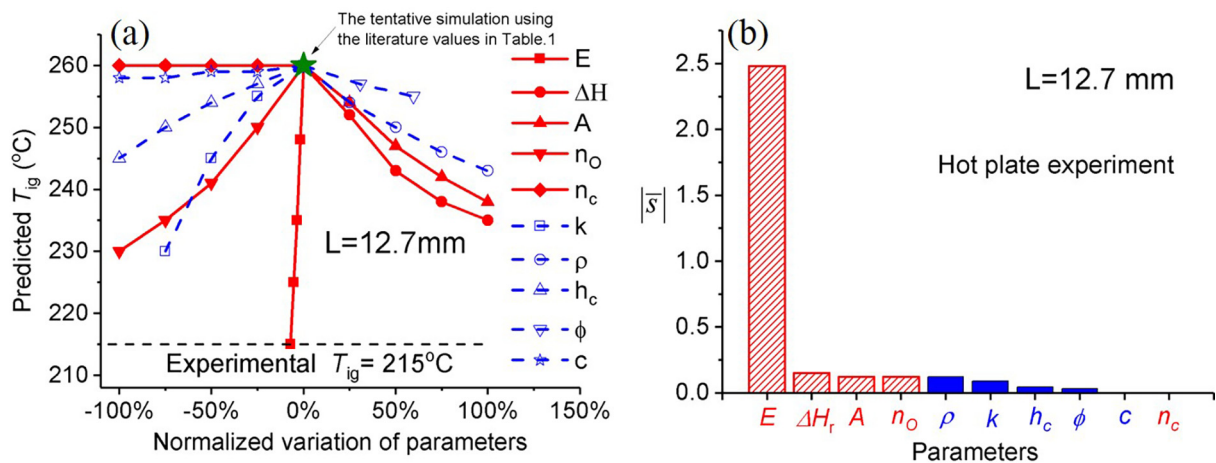 (a)
The tentative simulation using
the literature values in Table.1
260
250
240
230
220
210
Predicted Tig (oC)
-100%
-50%
0%
50%
100%
150%
Normalized variation of parameters
L=12.7mm
Experimental Tig= 215oC
E
ΔH
A
nO
nc
k
ρ
hc
ϕ
c
(b)
2.5
2.0
1.5
1.0
0.5
0.0
|s̅|
L=12.7 mm
Hot plate experiment
E
ΔHr
A
nO
ρ
k
hc
ϕ
c
nc
Parameters